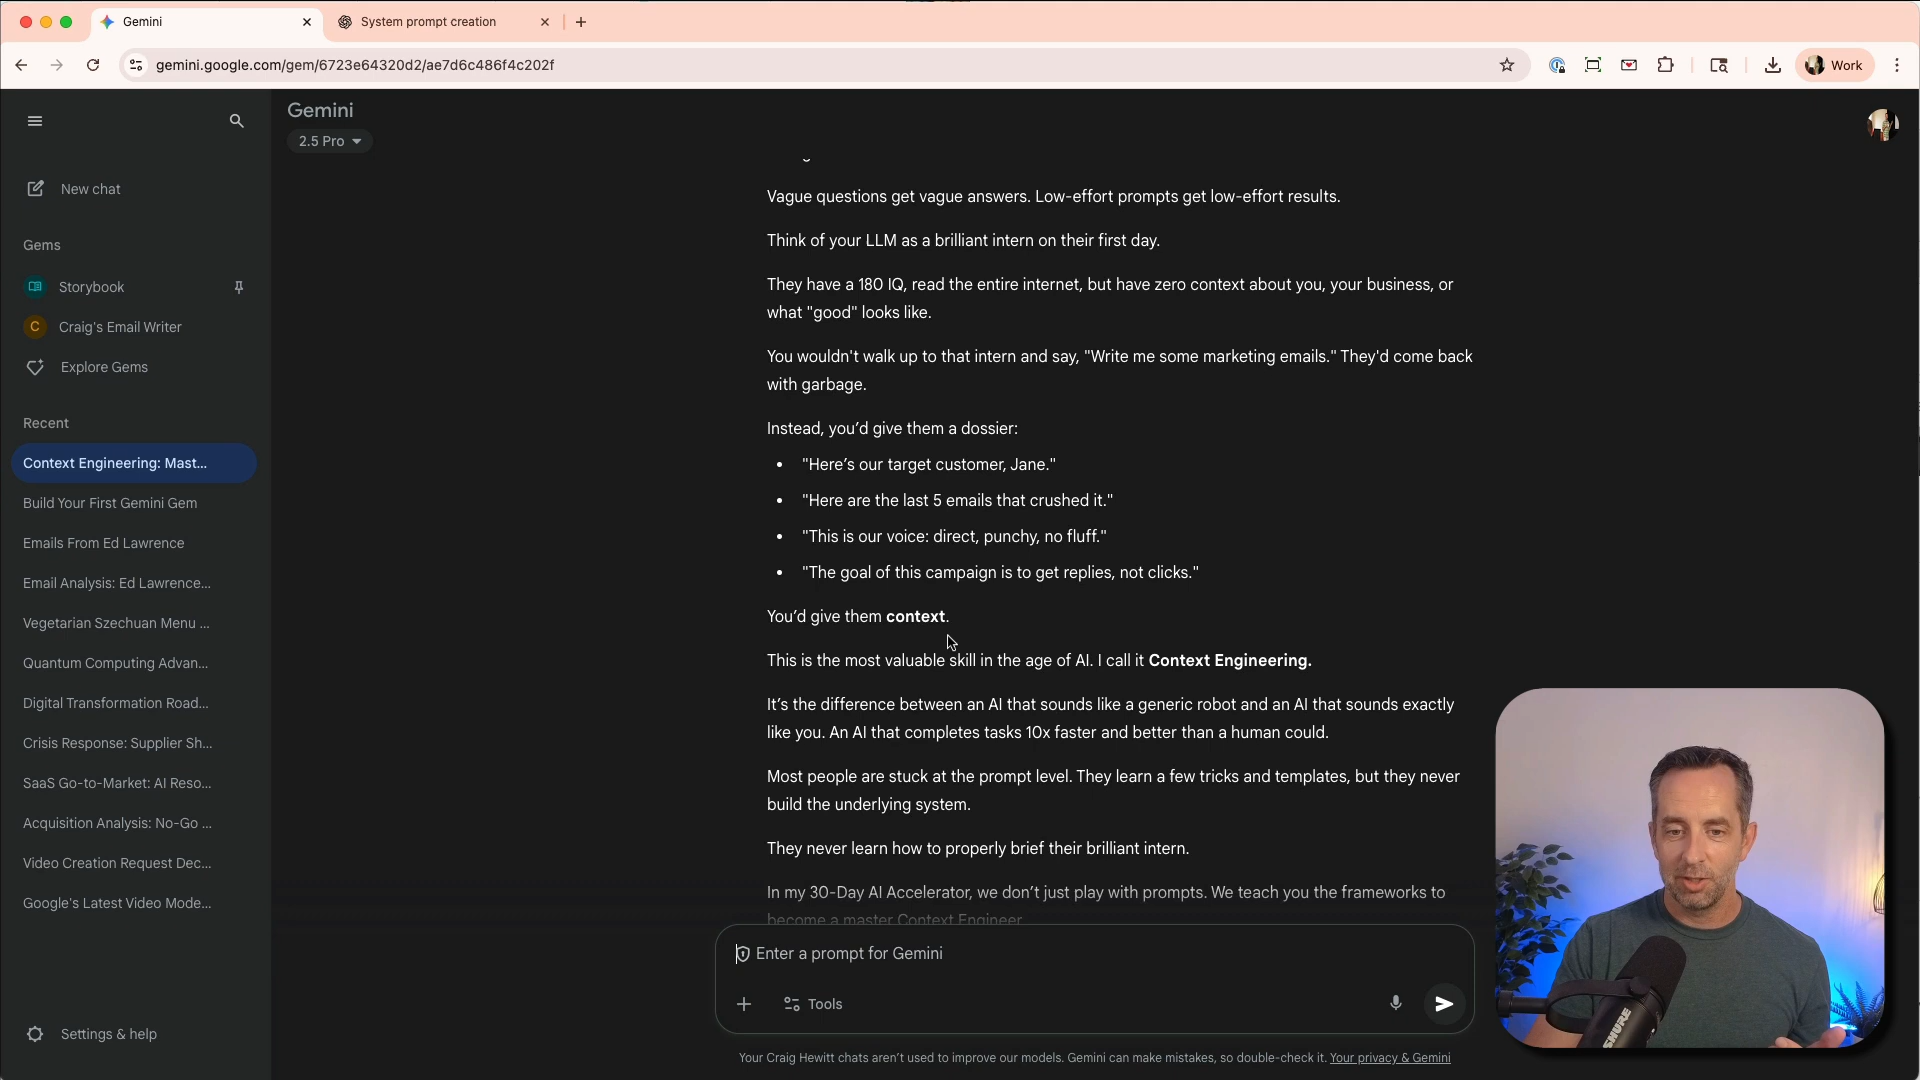 Gemini
System prompt creation
gemini.google.com/gem/6723e64320d2/ae7d6c486f4c202f
Work
Gemini
2.5 Pro
New chat
Gems
Storybook
C
Craig's Email Writer
Explore Gems
Recent
Context Engineering: Mast...
Build Your First Gemini Gem
Emails From Ed Lawrence
Email Analysis: Ed Lawrence...
Vegetarian Szechuan Menu ...
Quantum Computing Advan...
Digital Transformation Road...
Crisis Response: Supplier Sh...
SaaS Go-to-Market: AI Reso...
Acquisition Analysis: No-Go ...
Video Creation Request Dec...
Google's Latest Video Mode...
Settings & help
Vague questions get vague answers. Low-effort prompts get low-effort results.
Think of your LLM as a brilliant intern on their first day.
They have a 180 IQ, read the entire internet, but have zero context about you, your business, or
what "good" looks like.
You wouldn't walk up to that intern and say, "Write me some marketing emails." They'd come back
with garbage.
Instead, you’d give them a dossier:
• "Here’s our target customer, Jane."
• "Here are the last 5 emails that crushed it."
• "This is our voice: direct, punchy, no fluff."
• "The goal of this campaign is to get replies, not clicks."
You’d give them context.
This is the most valuable skill in the age of AI. I call it Context Engineering.
It’s the difference between an AI that sounds like a generic robot and an AI that sounds exactly
like you. An AI that completes tasks 10x faster and better than a human could.
Most people are stuck at the prompt level. They learn a few tricks and templates, but they never
build the underlying system.
They never learn how to properly brief their brilliant intern.
In my 30-Day AI Accelerator, we don’t just play with prompts. We teach you the frameworks to
become a master Context Engineer
Enter a prompt for Gemini
Tools
Your Craig Hewitt chats aren’t used to improve our models. Gemini can make mistakes, so double-check it. Your privacy & Gemini
SHURE